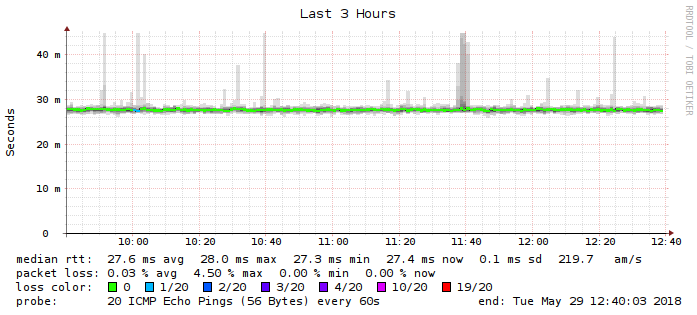 Last 3 Hours
RRDTOOL / TOBI OETIKER
Seconds
40 m
30 m
20 m
10 m
0
10:00 10:20 10:40 11:00 11:20 11:40 12:00 12:20 12:40
median rtt: 27.6 ms avg 28.0 ms max 27.3 ms min 27.4 ms now 0.1 ms sd 219.7 am/s
packet loss: 0.03 % avg 4.50 % max 0.00 % min 0.00 % now
loss color: 0 1/20 2/20 3/20 4/20 10/20 19/20
probe: 20 ICMP Echo Pings (56 Bytes) every 60s end: Tue May 29 12:40:03 2018